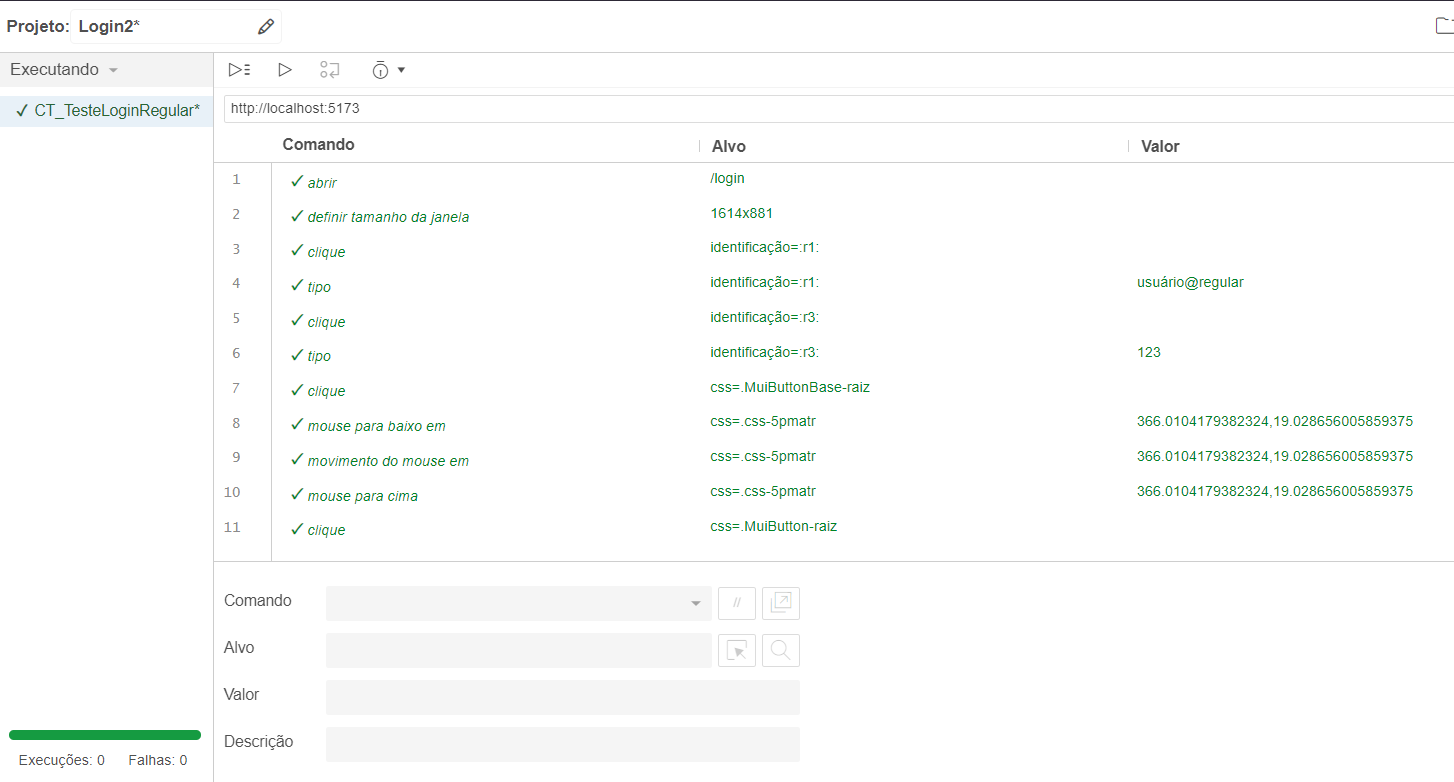 Projeto: Login2*
Executando
✓ CT_TesteLoginRegular*
http://localhost:5173
Comando Alvo Valor
1 ✓ abrir /login
2 ✓ definir tamanho da janela 1614x881
3 ✓ clique identificação=:r1:
4 ✓ tipo identificação=:r1: usuário@regular
5 ✓ clique identificação=:r3:
6 ✓ tipo identificação=:r3: 123
7 ✓ clique css=.MuiButtonBase-raiz
8 ✓ mouse para baixo em css=.css-5pmatr 366.0104179382324,19.028656005859375
9 ✓ movimento do mouse em css=.css-5pmatr 366.0104179382324,19.028656005859375
10 ✓ mouse para cima css=.css-5pmatr 366.0104179382324,19.028656005859375
11 ✓ clique css=.MuiButton-raiz
Comando //
Alvo
Valor
Descrição
Execuções: 0 Falhas: 0